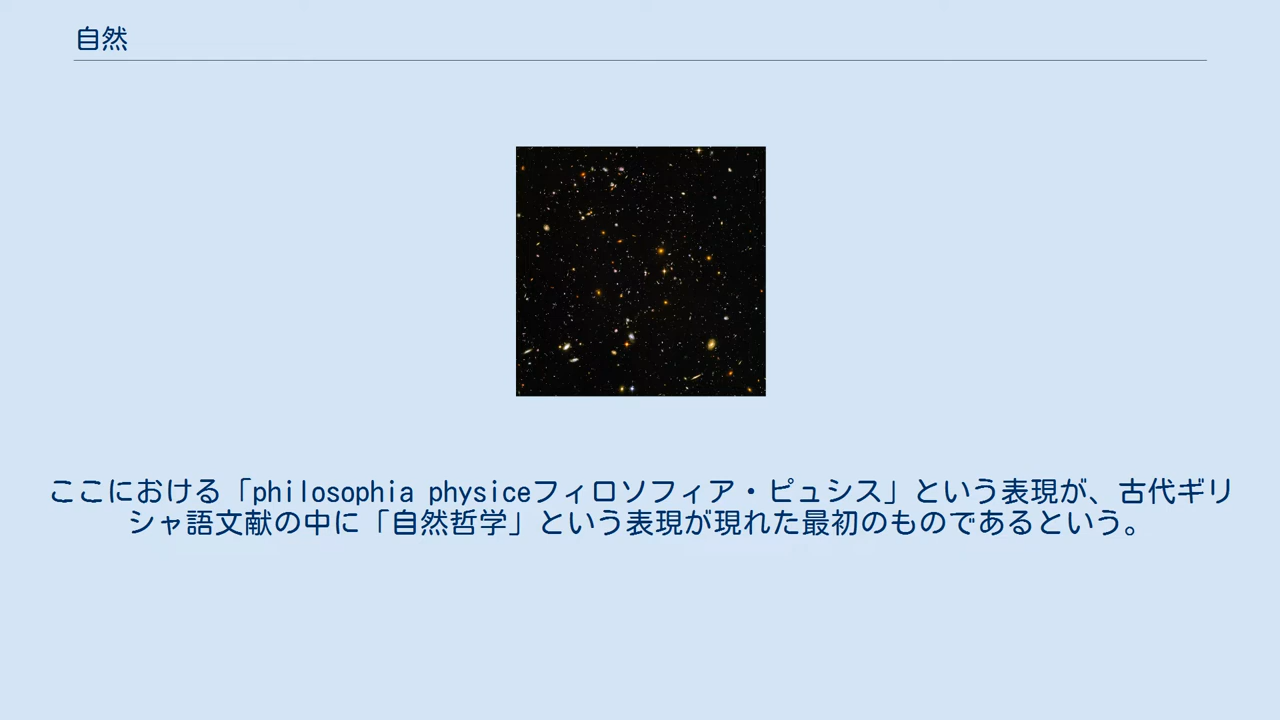 自然
ここにおける「philosophia physiceフィロソフィア・ピュシス」という表現が、古代ギリ
シャ語文献の中に「自然哲学」という表現が現れた最初のものであるという。